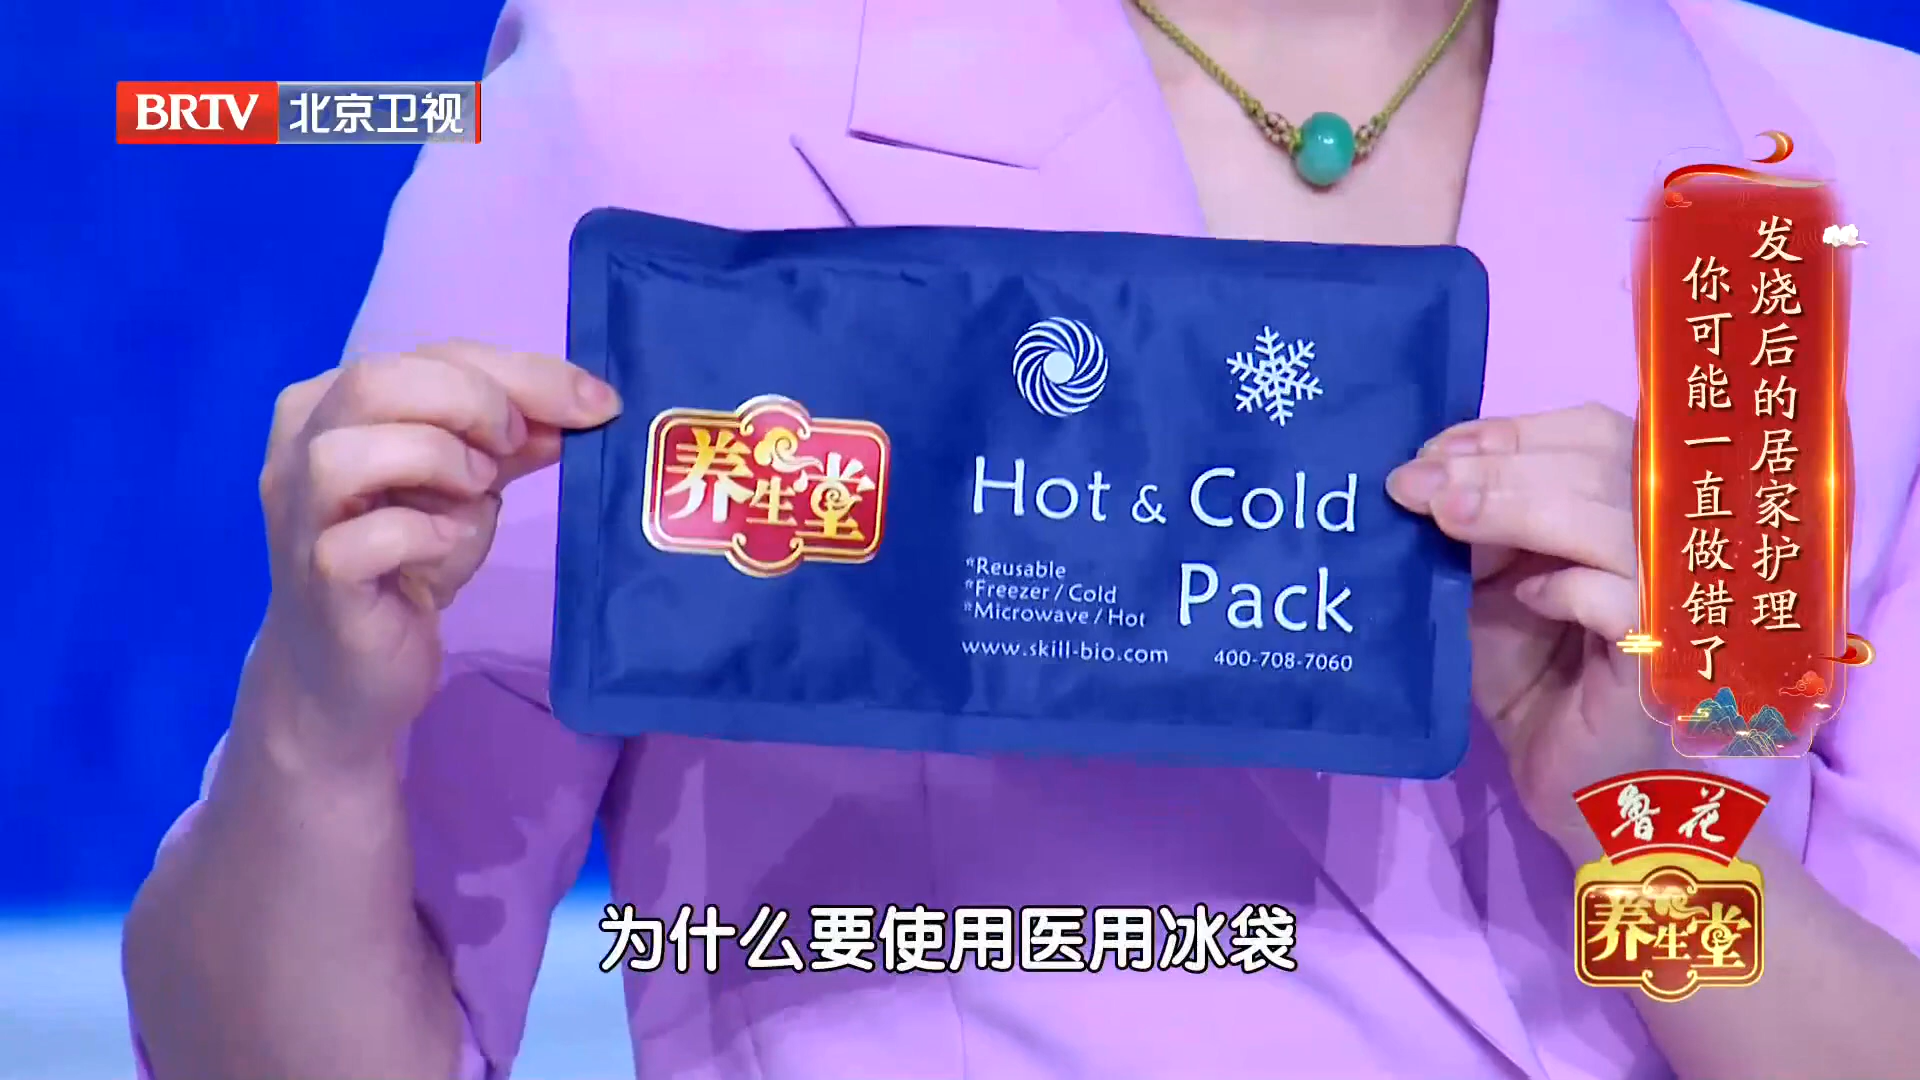 BRTV 北京卫视
发烧后的居家护理
你可能一直做错了
养生堂
Hot & Cold
Pack
*Reusable
*Freezer / Cold
*Microwave / Hot
www.skill-bio.com
400-708-7060
鲁花
养生堂
为什么要使用医用冰袋